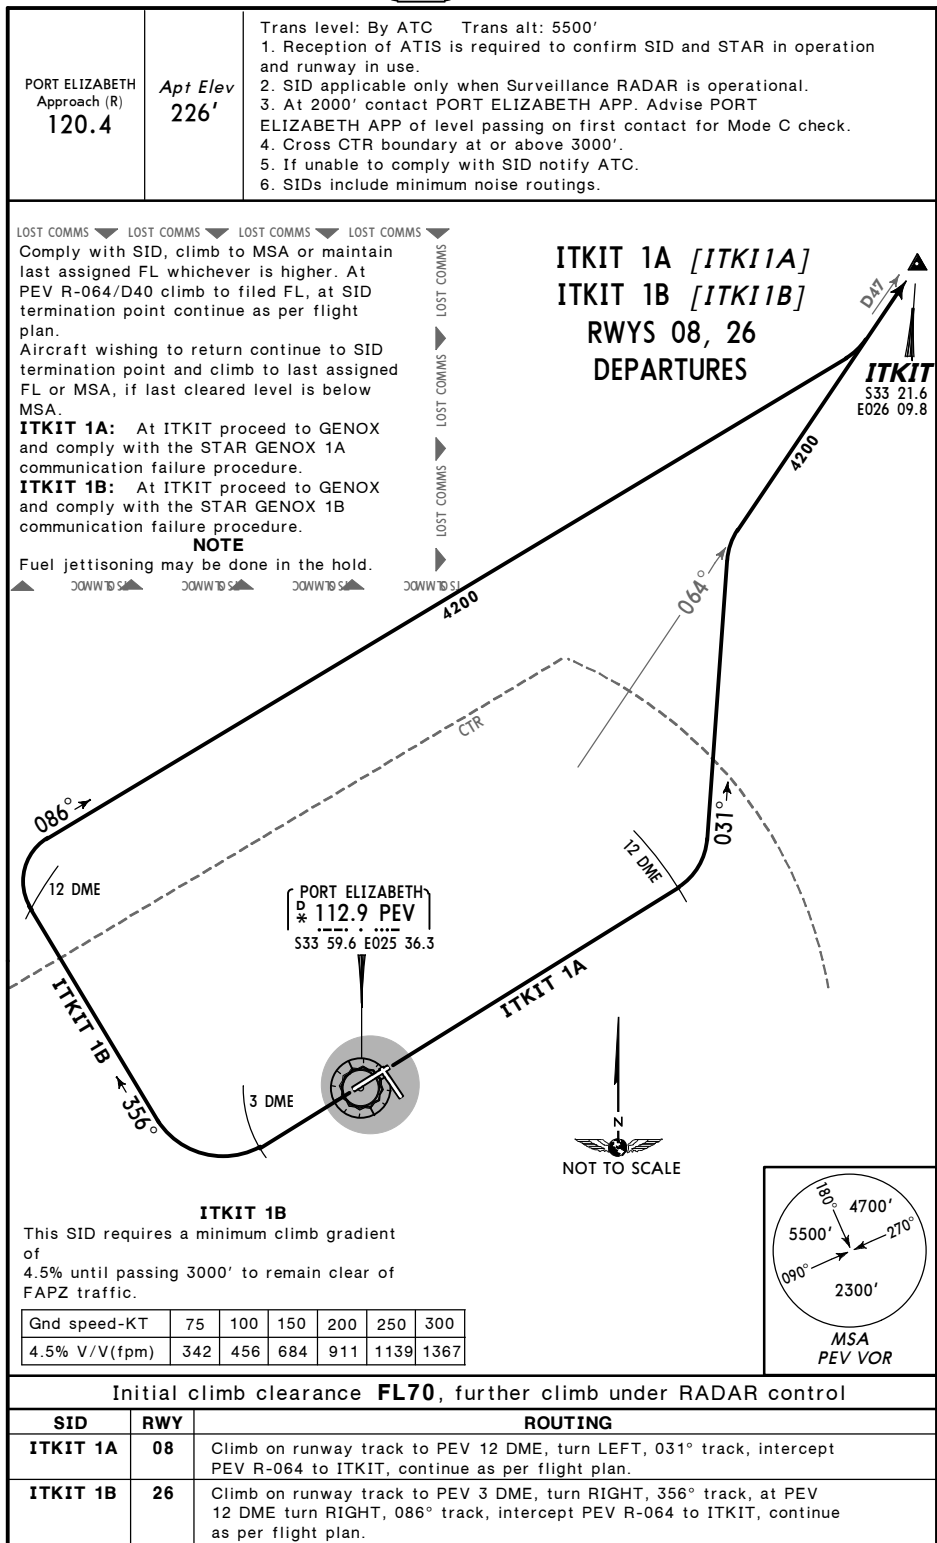 PORT ELIZABETH
Approach (R)
120.4
Apt Elev
226'
Trans level: By ATC Trans alt: 5500'
1. Reception of ATIS is required to confirm SID and STAR in operation
and runway in use.
2. SID applicable only when Surveillance RADAR is operational.
3. At 2000' contact PORT ELIZABETH APP. Advise PORT
ELIZABETH APP of level passing on first contact for Mode C check.
4. Cross CTR boundary at or above 3000'.
5. If unable to comply with SID notify ATC.
6. SIDs include minimum noise routings.
LOST COMMS LOST COMMS LOST COMMS LOST COMMS
Comply with SID, climb to MSA or maintain
last assigned FL whichever is higher. At
PEV R-064/D40 climb to filed FL, at SID
termination point continue as per flight
plan.
Aircraft wishing to return continue to SID
termination point and climb to last assigned
FL or MSA, if last cleared level is below
MSA.
ITKIT 1A: At ITKIT proceed to GENOX
and comply with the STAR GENOX 1A
communication failure procedure.
ITKIT 1B: At ITKIT proceed to GENOX
and comply with the STAR GENOX 1B
communication failure procedure.
NOTE
Fuel jettisoning may be done in the hold.
LOST COMMS
LOST COMMS
LOST COMMS
ITKIT 1A [ITKI1A]
ITKIT 1B [ITKI1B]
RWYS 08, 26
DEPARTURES
D47
ITKIT
S33 21.6
E026 09.8
4200
4200
064°
CTR
086°
031°
12 DME
12 DME
PORT ELIZABETH
D
* 112.9 PEV
S33 59.6 E025 36.3
ITKIT 1A
ITKIT 1B
356°
3 DME
N
NOT TO SCALE
ITKIT 1B
This SID requires a minimum climb gradient
of
4.5% until passing 3000' to remain clear of
FAPZ traffic.
Gnd speed-KT 75 100 150 200 250 300
4.5% V/V(fpm) 342 456 684 911 1139 1367
180°
4700'
270°
5500'
090°
2300'
MSA
PEV VOR
Initial climb clearance FL70, further climb under RADAR control
SID RWY ROUTING
ITKIT 1A 08 Climb on runway track to PEV 12 DME, turn LEFT, 031° track, intercept
PEV R-064 to ITKIT, continue as per flight plan.
ITKIT 1B 26 Climb on runway track to PEV 3 DME, turn RIGHT, 356° track, at PEV
12 DME turn RIGHT, 086° track, intercept PEV R-064 to ITKIT, continue
as per flight plan.